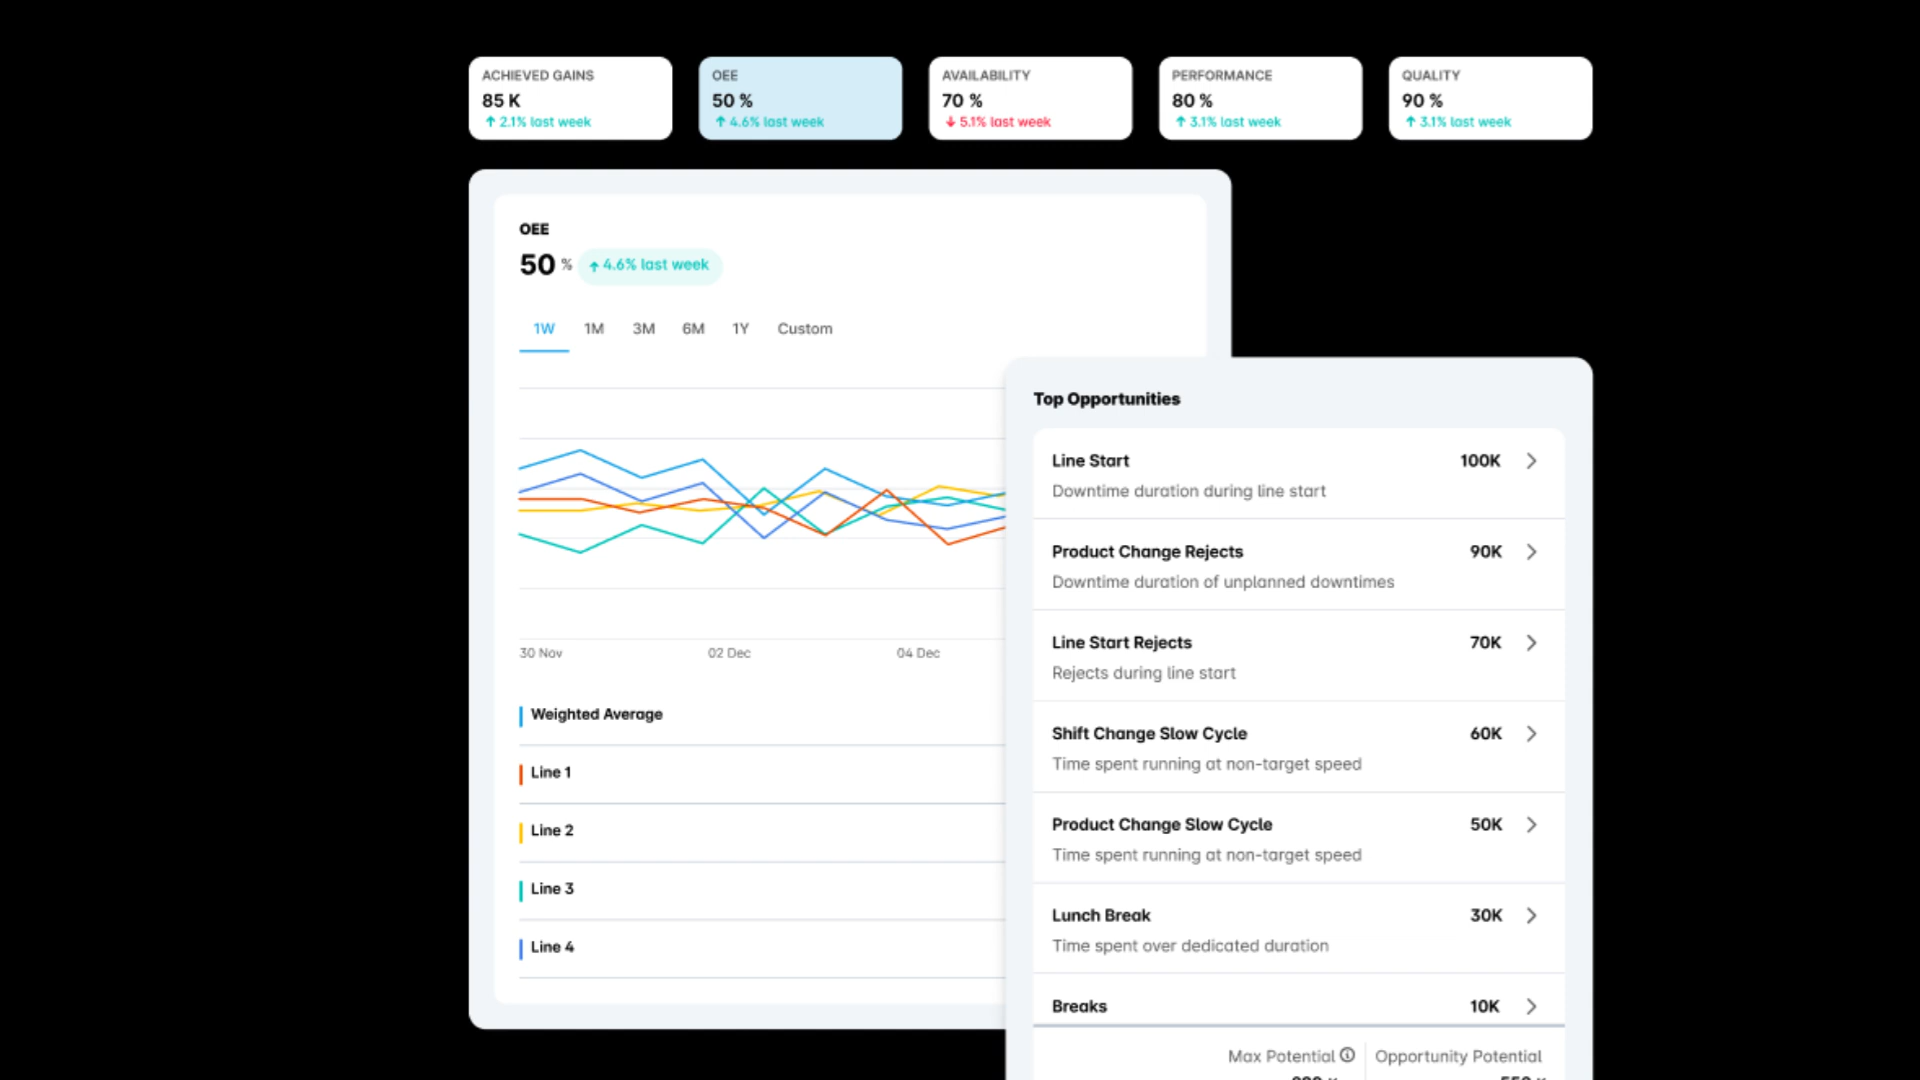 ACHIEVED GAINS
85 K
↑ 2.1% last week
OEE
50 %
↑ 4.6% last week
AVAILABILITY
70 %
↓ 5.1% last week
PERFORMANCE
80 %
↑ 3.1% last week
QUALITY
90 %
↑ 3.1% last week
OEE
50 % ↑ 4.6% last week
1W 1M 3M 6M 1Y Custom
30 Nov 02 Dec 04 Dec
Weighted Average
Line 1
Line 2
Line 3
Line 4
Top Opportunities
Line Start 100K
Downtime duration during line start
Product Change Rejects 90K
Downtime duration of unplanned downtimes
Line Start Rejects 70K
Rejects during line start
Shift Change Slow Cycle 60K
Time spent running at non-target speed
Product Change Slow Cycle 50K
Time spent running at non-target speed
Lunch Break 30K
Time spent over dedicated duration
Breaks 10K
Max Potential Opportunity Potential